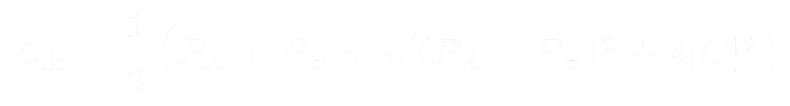 E± = 1/2 (P_A + P_B ± √((P_A − P_B)² + 4|C|²))